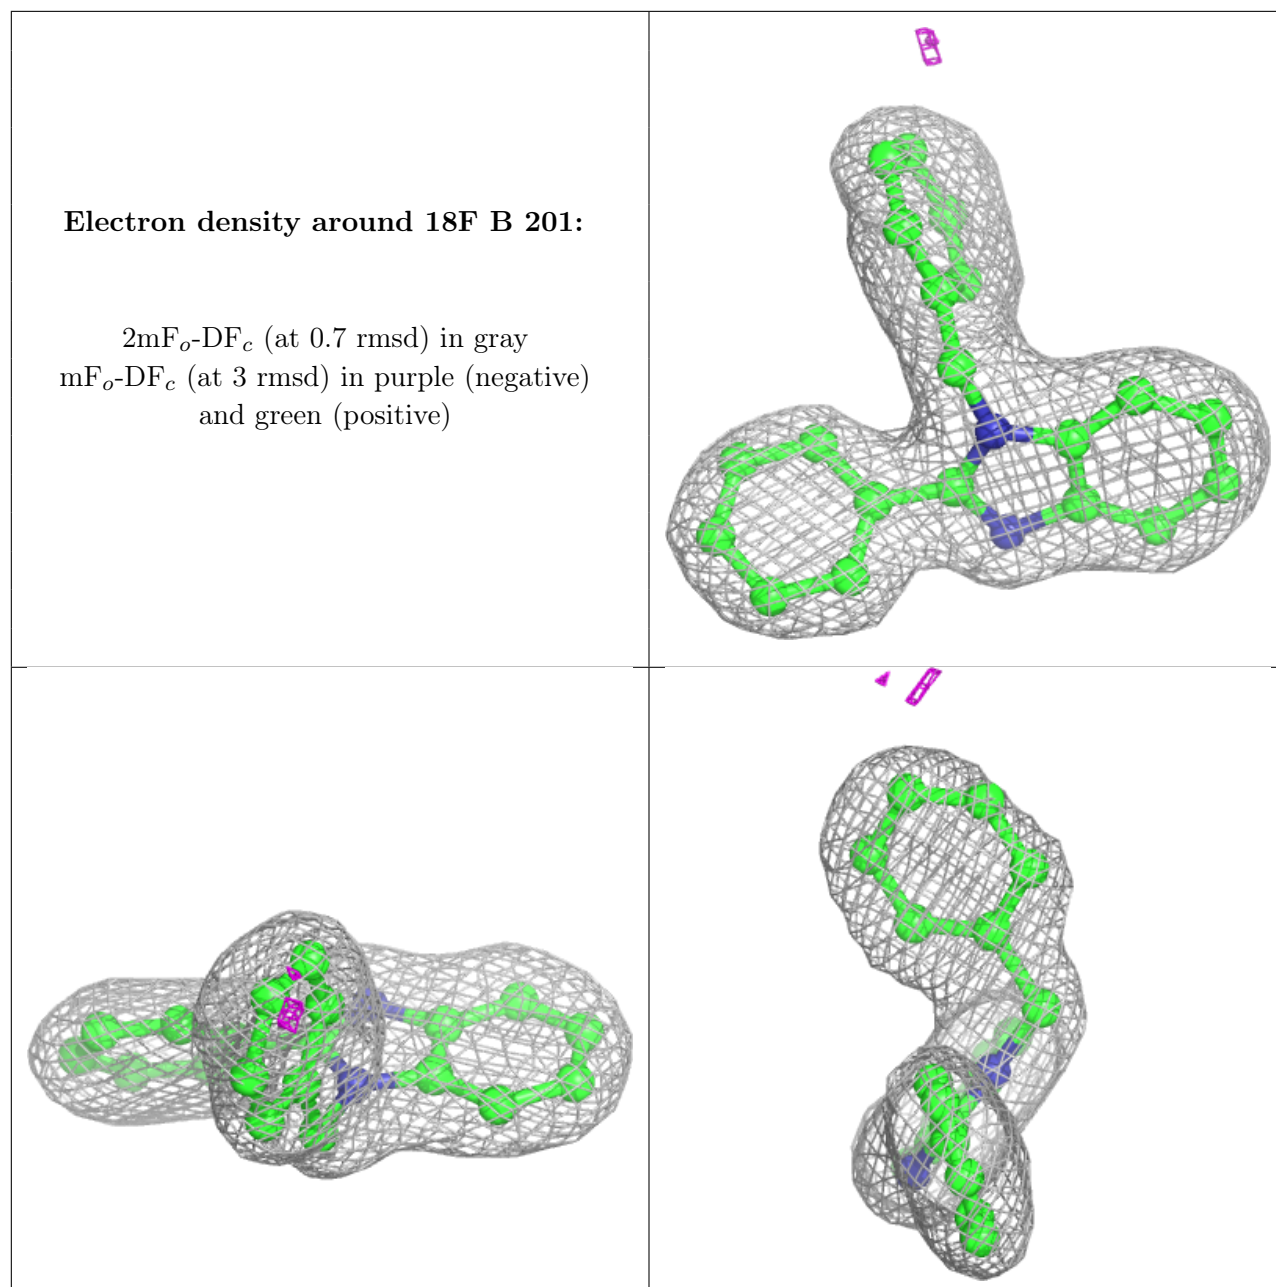 Electron density around 18F B 201:
2mFo-DFc (at 0.7 rmsd) in gray
mFo-DFc (at 3 rmsd) in purple (negative)
and green (positive)